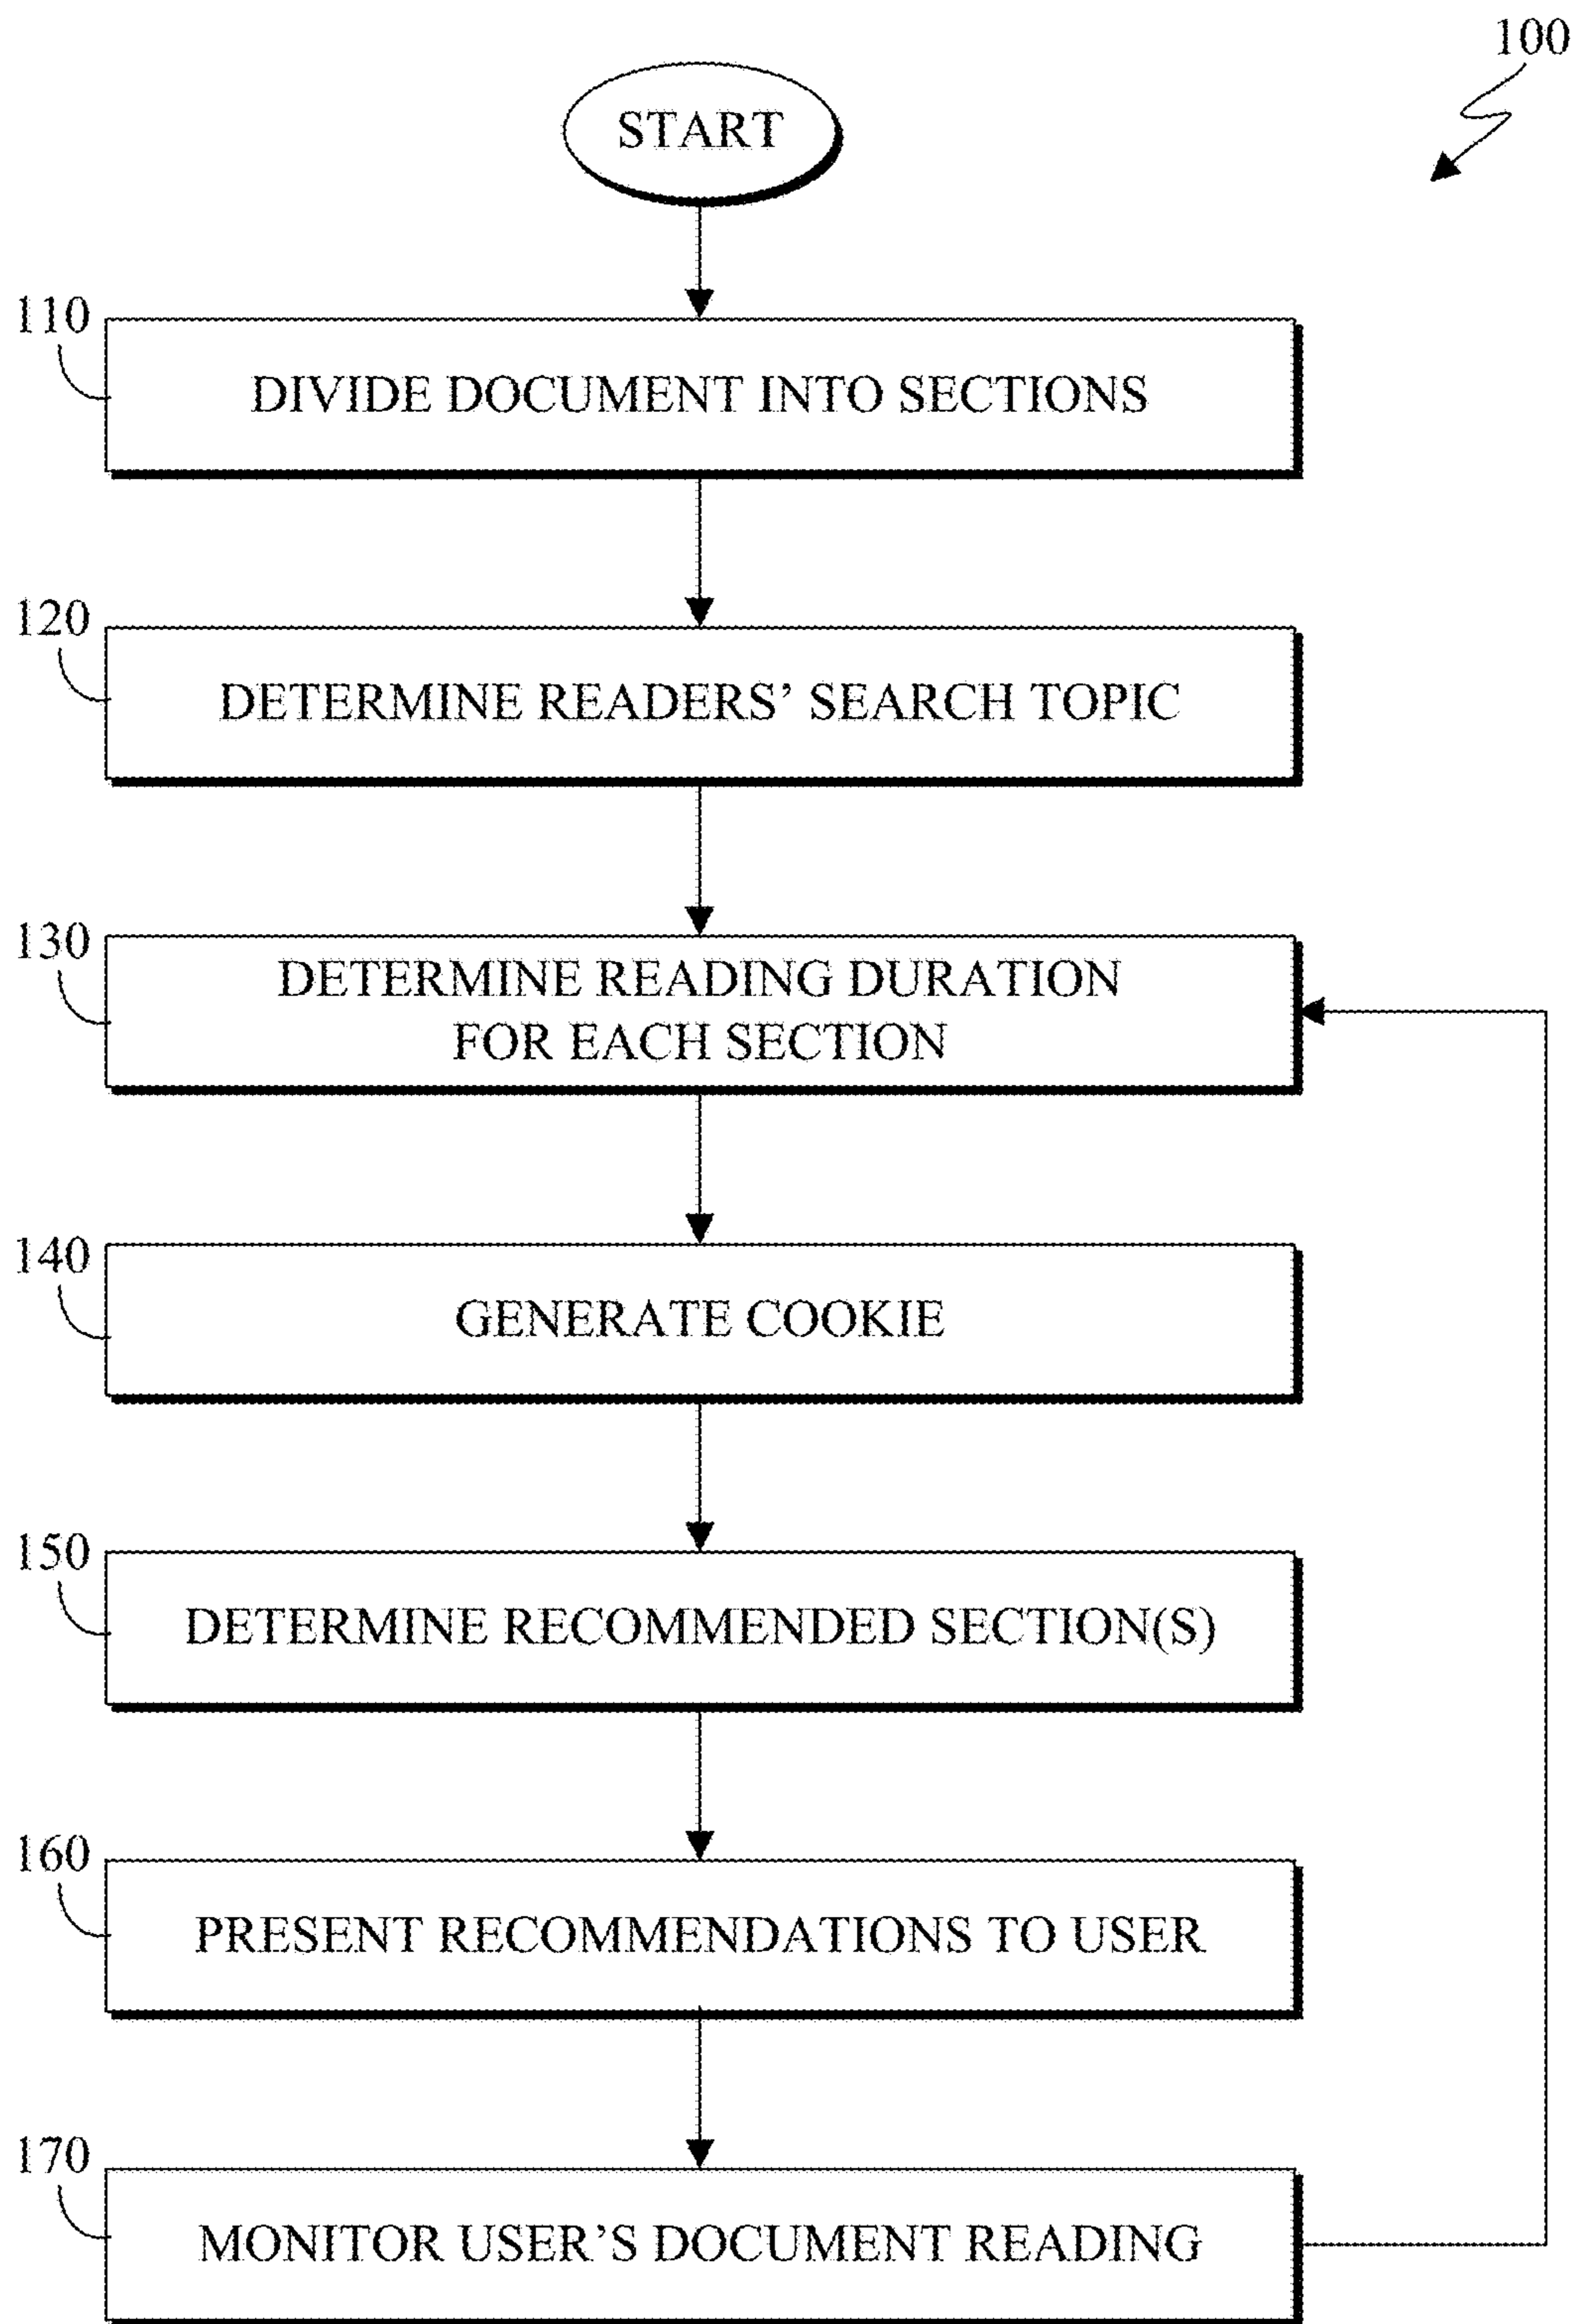 100
START
110
DIVIDE DOCUMENT INTO SECTIONS
120
DETERMINE READERS’ SEARCH TOPIC
130
DETERMINE READING DURATION
FOR EACH SECTION
140
GENERATE COOKIE
150
DETERMINE RECOMMENDED SECTION(S)
160
PRESENT RECOMMENDATIONS TO USER
170
MONITOR USER’S DOCUMENT READING